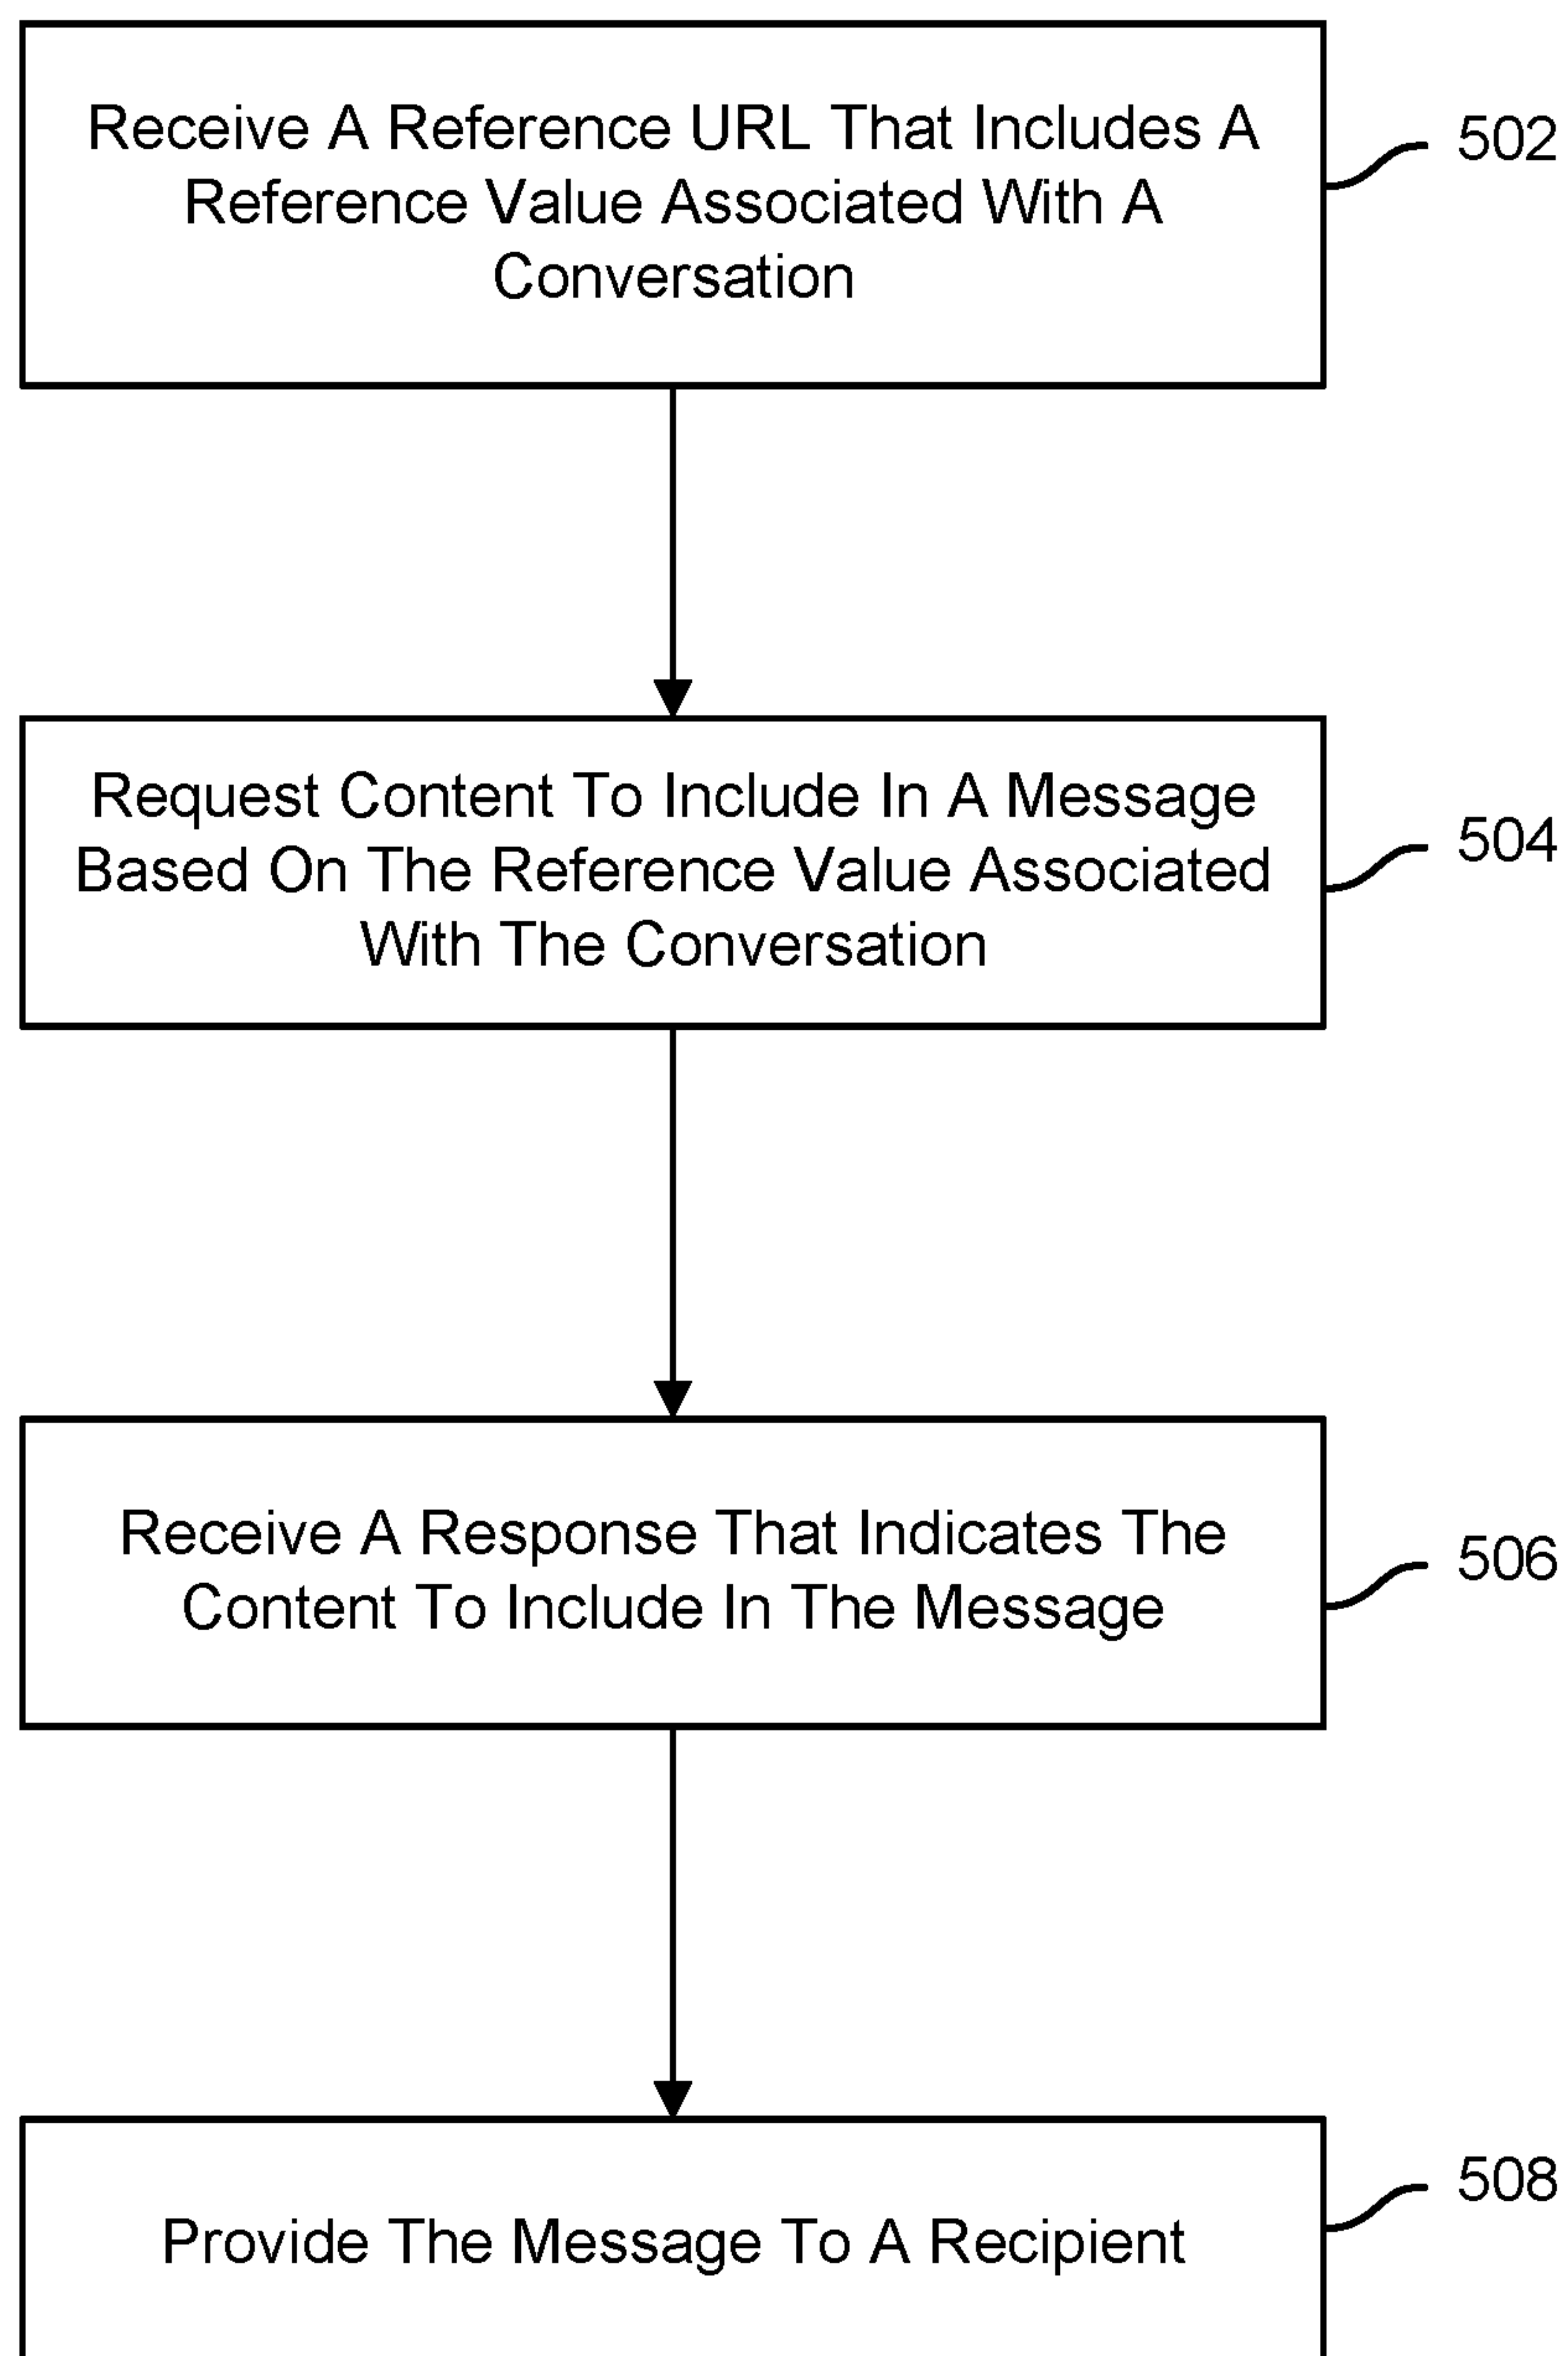 Receive A Reference URL That Includes A
Reference Value Associated With A
Conversation
502
Request Content To Include In A Message
Based On The Reference Value Associated
With The Conversation
504
Receive A Response That Indicates The
Content To Include In The Message
506
Provide The Message To A Recipient
508